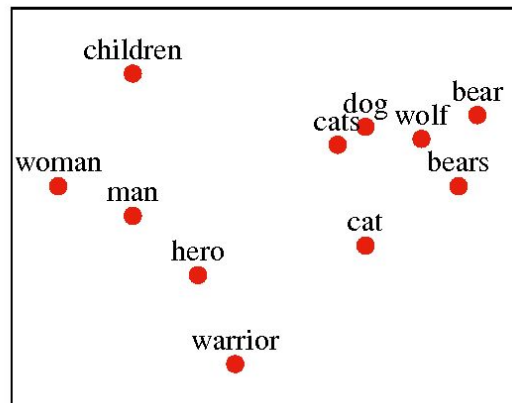 children
bear
dog
wolf
cats
woman
bears
man
cat
hero
warrior